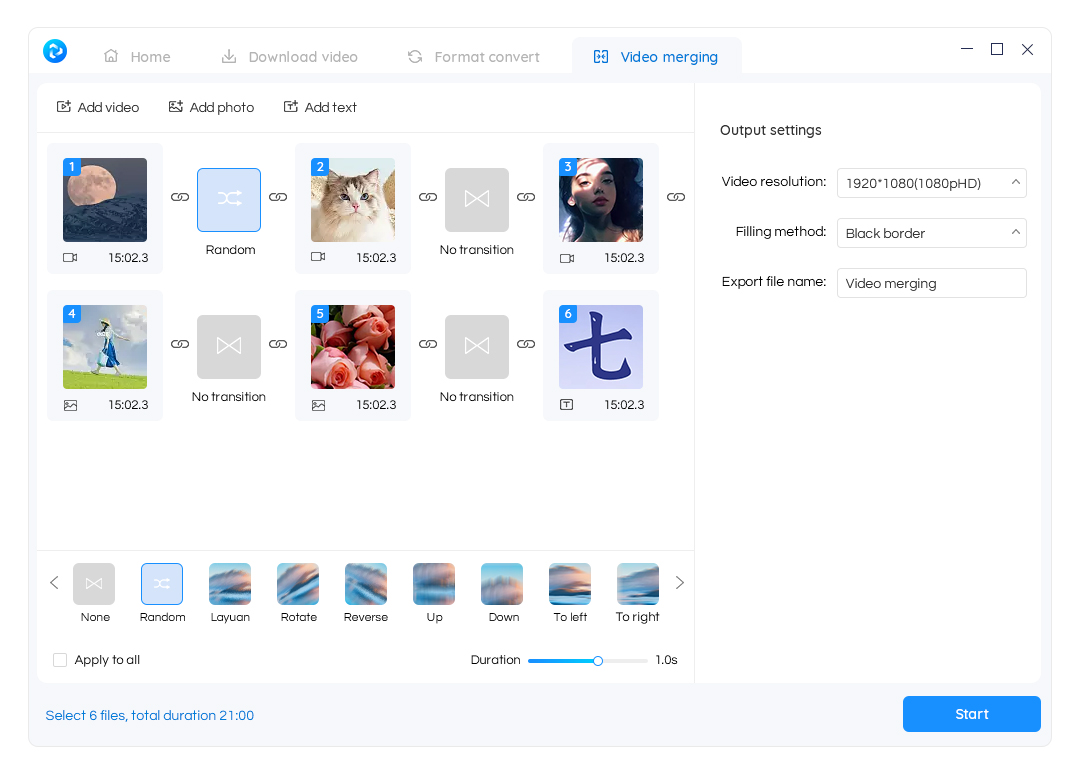 Home
Download video
Format convert
Video merging
Add video
Add photo
Add text
1
2
3
15:02.3
Random
15:02.3
No transition
15:02.3
4
5
6
七
15:02.3
No transition
15:02.3
No transition
15:02.3
None
Random
Layuan
Rotate
Reverse
Up
Down
To left
To right
Apply to all
Duration
1.0s
Output settings
Video resolution:
1920*1080(1080pHD)
Filling method:
Black border
Export file name:
Video merging
Select 6 files, total duration 21:00
Start